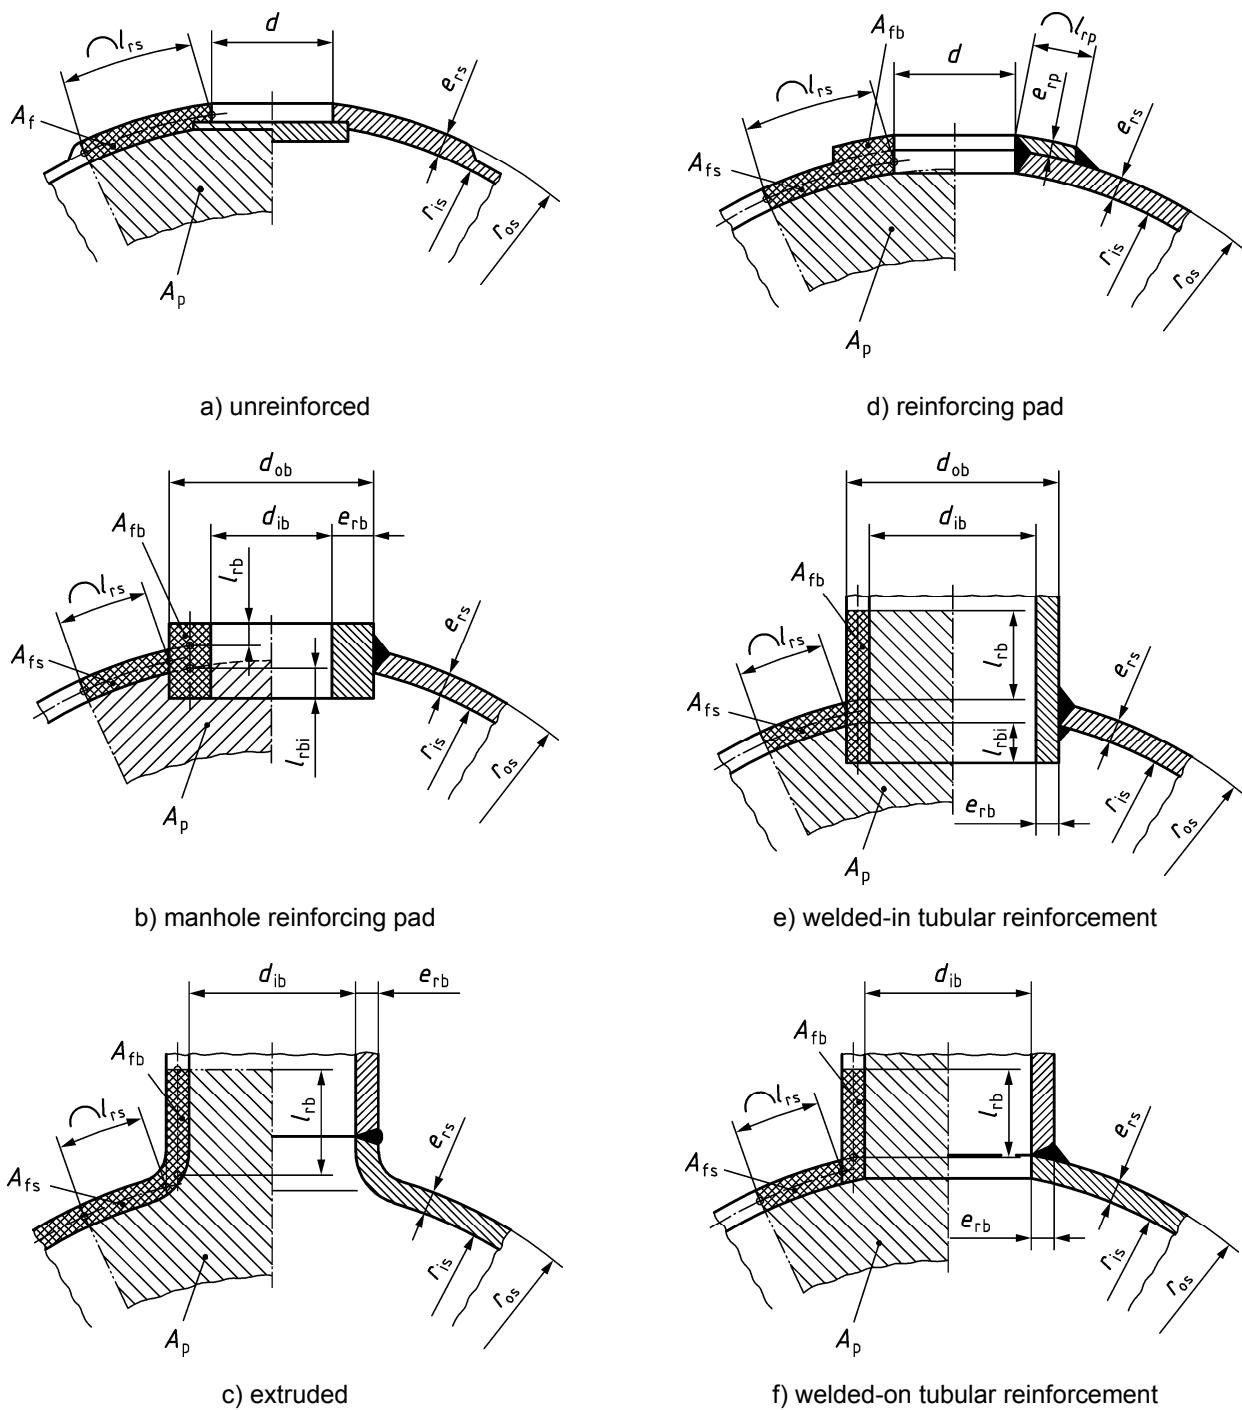 l_rs
d
e_rs
A_f
r_is
r_os
A_p
a) unreinforced
A_fb
l_rp
d
l_rs
e_rp
e_rs
A_fs
r_is
r_os
A_p
d) reinforcing pad
d_ob
A_fb
d_ib
e_rb
l_rb
l_rs
e_rs
A_fs
l_rbi
r_is
r_os
A_p
b) manhole reinforcing pad
d_ob
d_ib
A_fb
l_rs
l_rb
e_rs
A_fs
l_rbi
e_rb
r_is
r_os
A_p
e) welded-in tubular reinforcement
d_ib
e_rb
A_fb
l_rb
l_rs
e_rs
A_fs
r_is
r_os
A_p
c) extruded
d_ib
A_fb
l_rs
l_rb
e_rs
A_fs
e_rb
r_is
r_os
A_p
f) welded-on tubular reinforcement